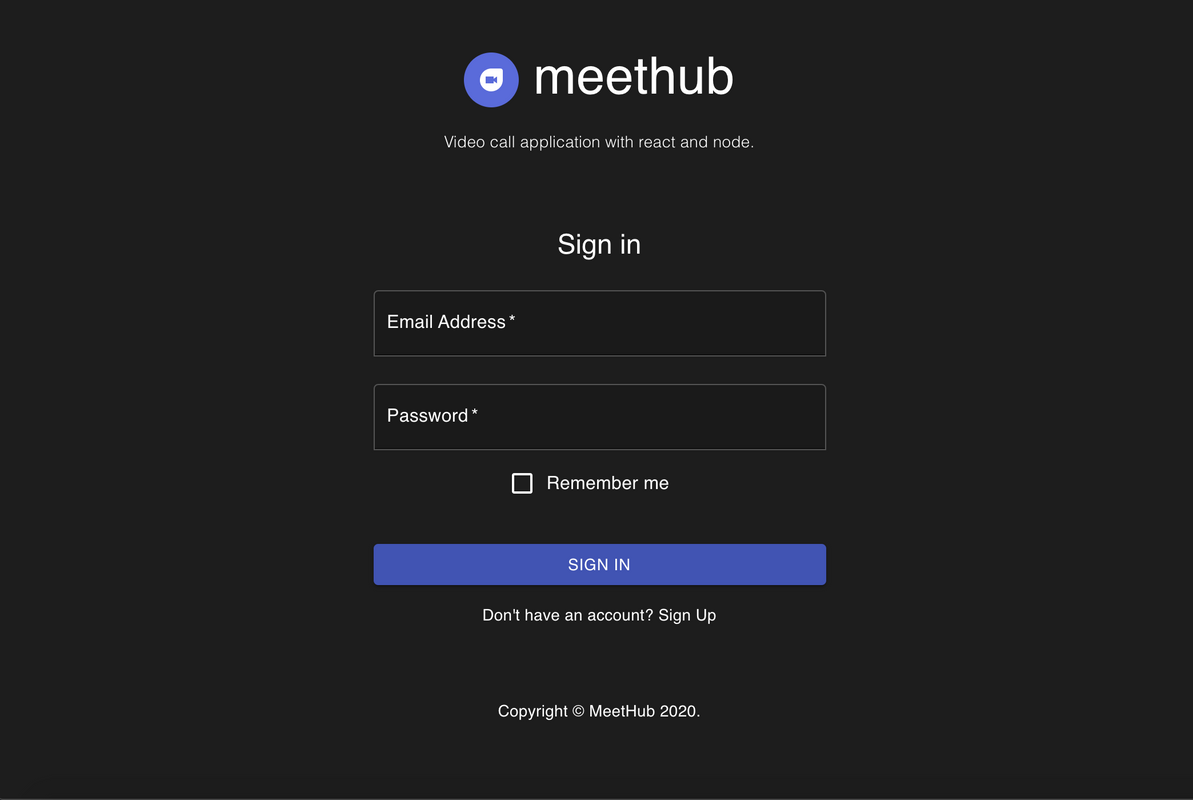 meethub
Video call application with react and node.
Sign in
Email Address *
Password *
Remember me
SIGN IN
Don't have an account? Sign Up
Copyright © MeetHub 2020.